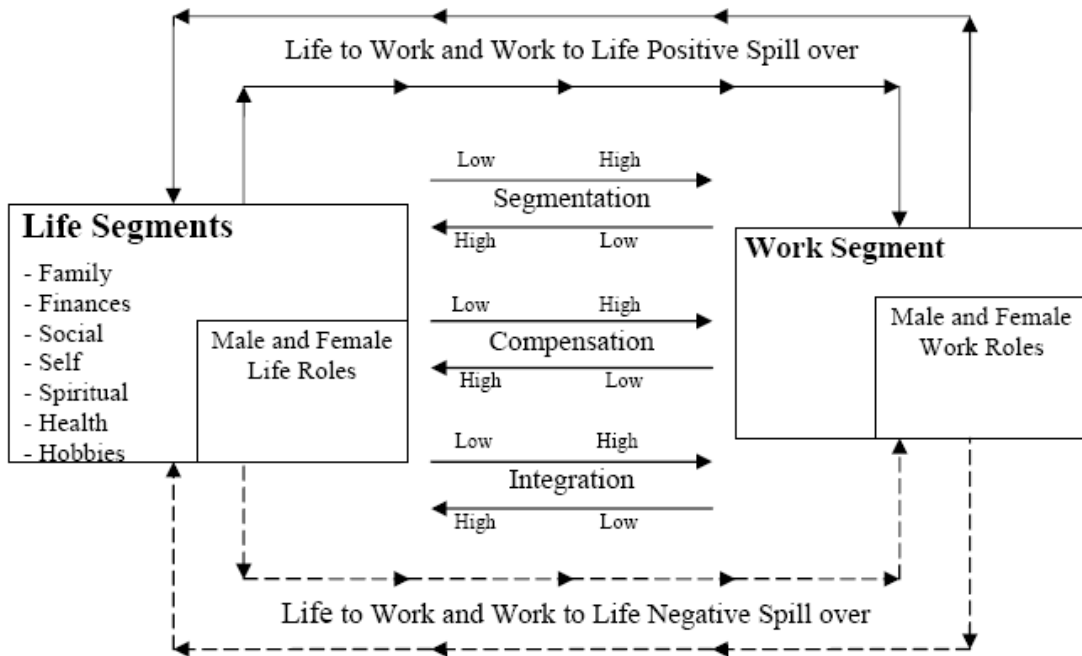 Life to Work and Work to Life Positive Spill over
Low High
Segmentation
High Low
Life Segments
- Family
- Finances
- Social
- Self
- Spiritual
- Health
- Hobbies
Male and Female
Life Roles
Low High
Compensation
High Low
Low High
Integration
High Low
Work Segment
Male and Female
Work Roles
Life to Work and Work to Life Negative Spill over